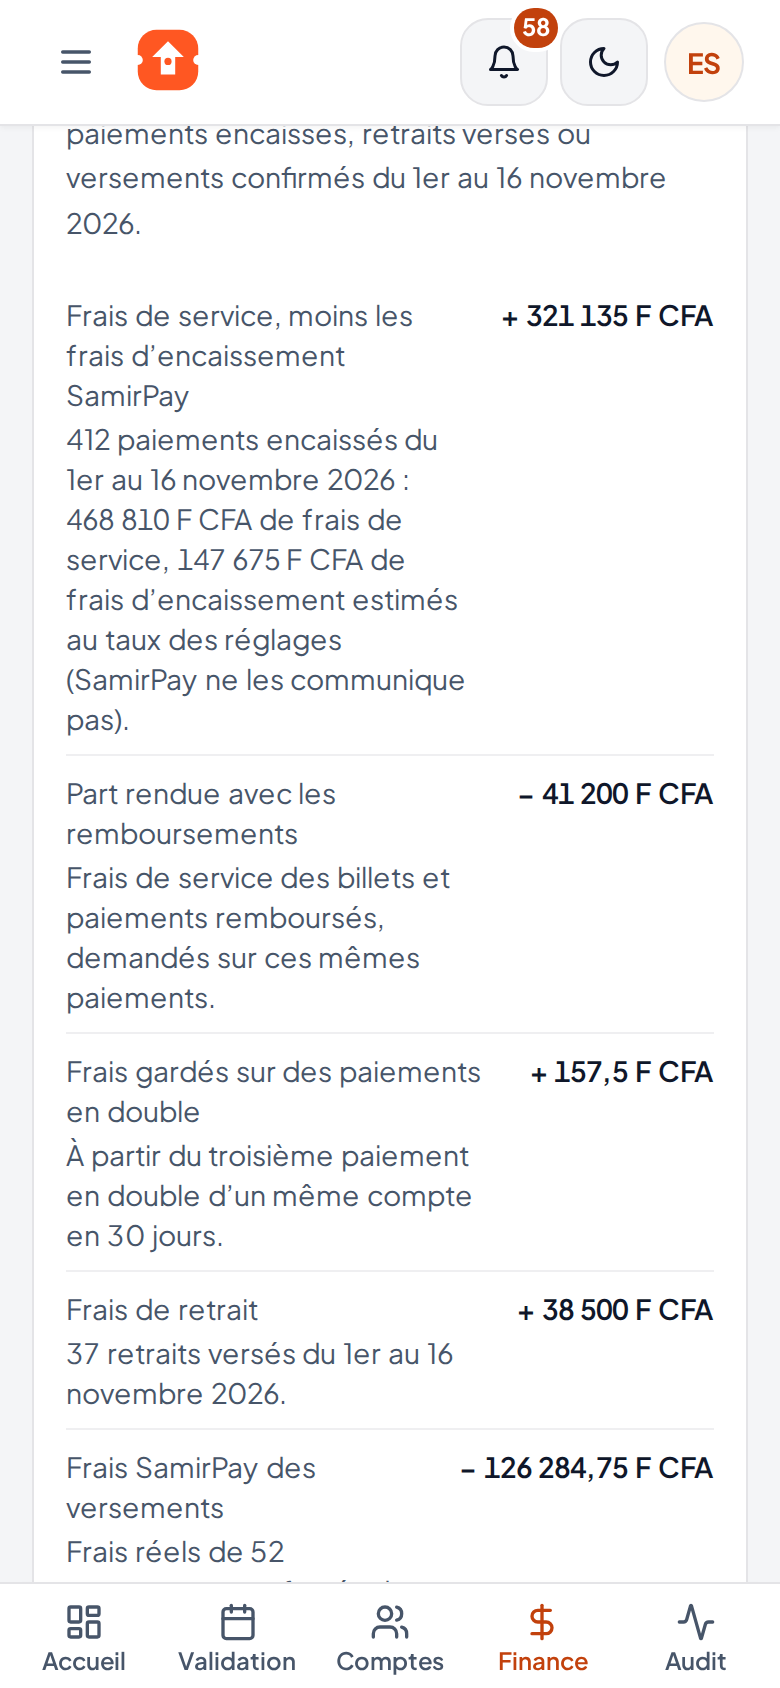 58
ES
paiements encaissés, retraits versés ou
versements confirmés du 1er au 16 novembre
2026.
Frais de service, moins les
frais d’encaissement
SamirPay
+ 321 135 F CFA
412 paiements encaissés du
1er au 16 novembre 2026 :
468 810 F CFA de frais de
service, 147 675 F CFA de
frais d’encaissement estimés
au taux des réglages
(SamirPay ne les communique
pas).
Part rendue avec les
remboursements
− 41 200 F CFA
Frais de service des billets et
paiements remboursés,
demandés sur ces mêmes
paiements.
Frais gardés sur des paiements
en double
+ 157,5 F CFA
À partir du troisième paiement
en double d’un même compte
en 30 jours.
Frais de retrait
+ 38 500 F CFA
37 retraits versés du 1er au 16
novembre 2026.
Frais SamirPay des
versements
− 126 284,75 F CFA
Frais réels de 52
Accueil
Validation
Comptes
Finance
Audit